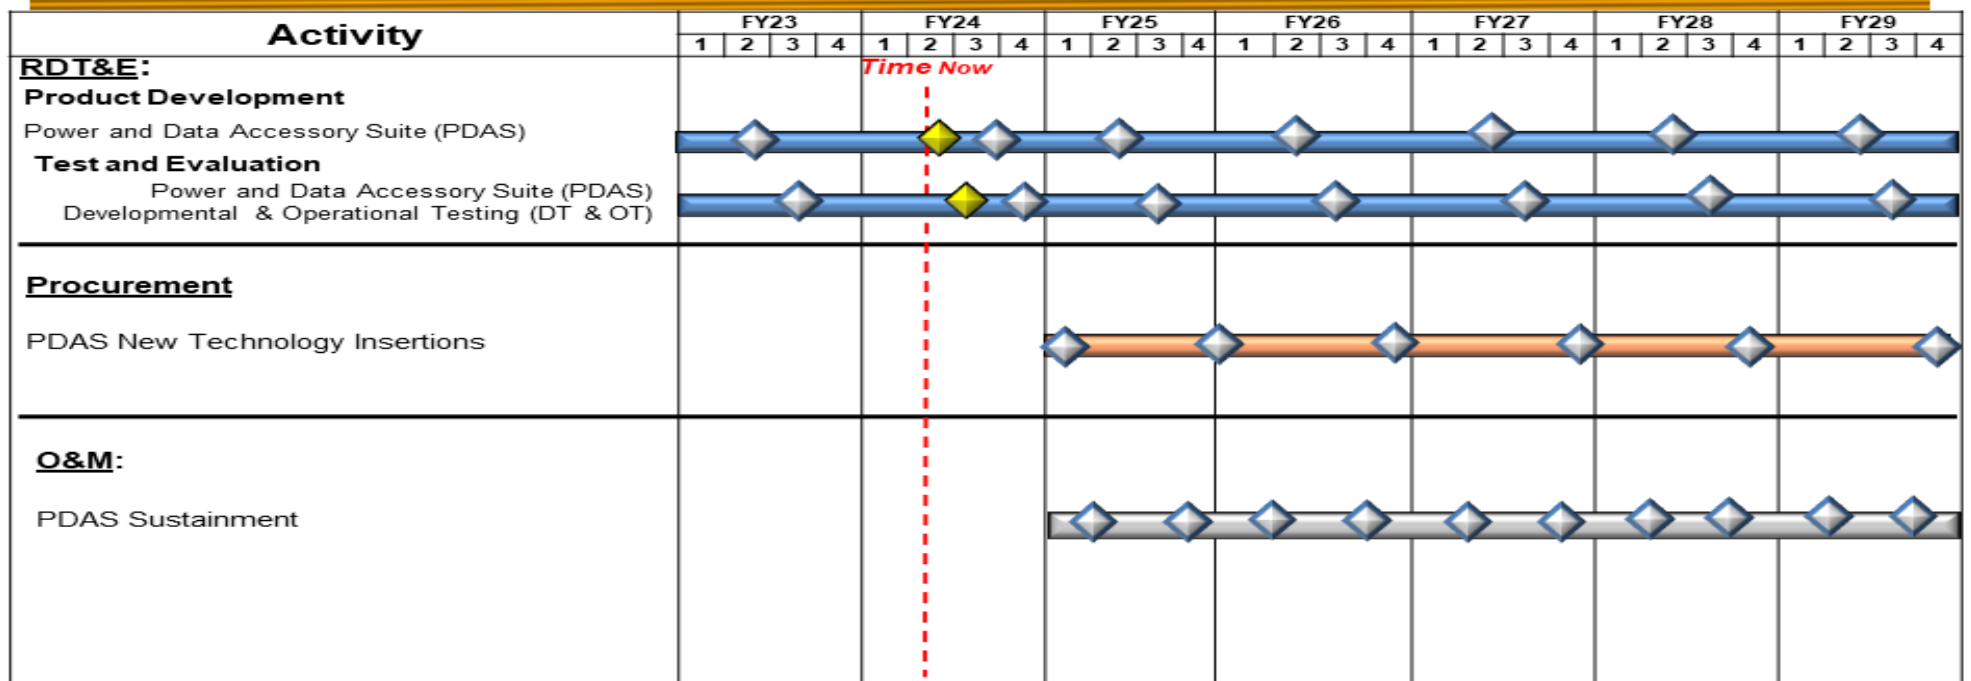 Activity
FY23 FY24 FY25 FY26 FY27 FY28 FY29
1 2 3 4 1 2 3 4 1 2 3 4 1 2 3 4 1 2 3 4 1 2 3 4 1 2 3 4
RDT&E:
Time Now
Product Development
Power and Data Accessory Suite (PDAS)
Test and Evaluation
Power and Data Accessory Suite (PDAS)
Developmental & Operational Testing (DT & OT)
Procurement
PDAS New Technology Insertions
O&M:
PDAS Sustainment